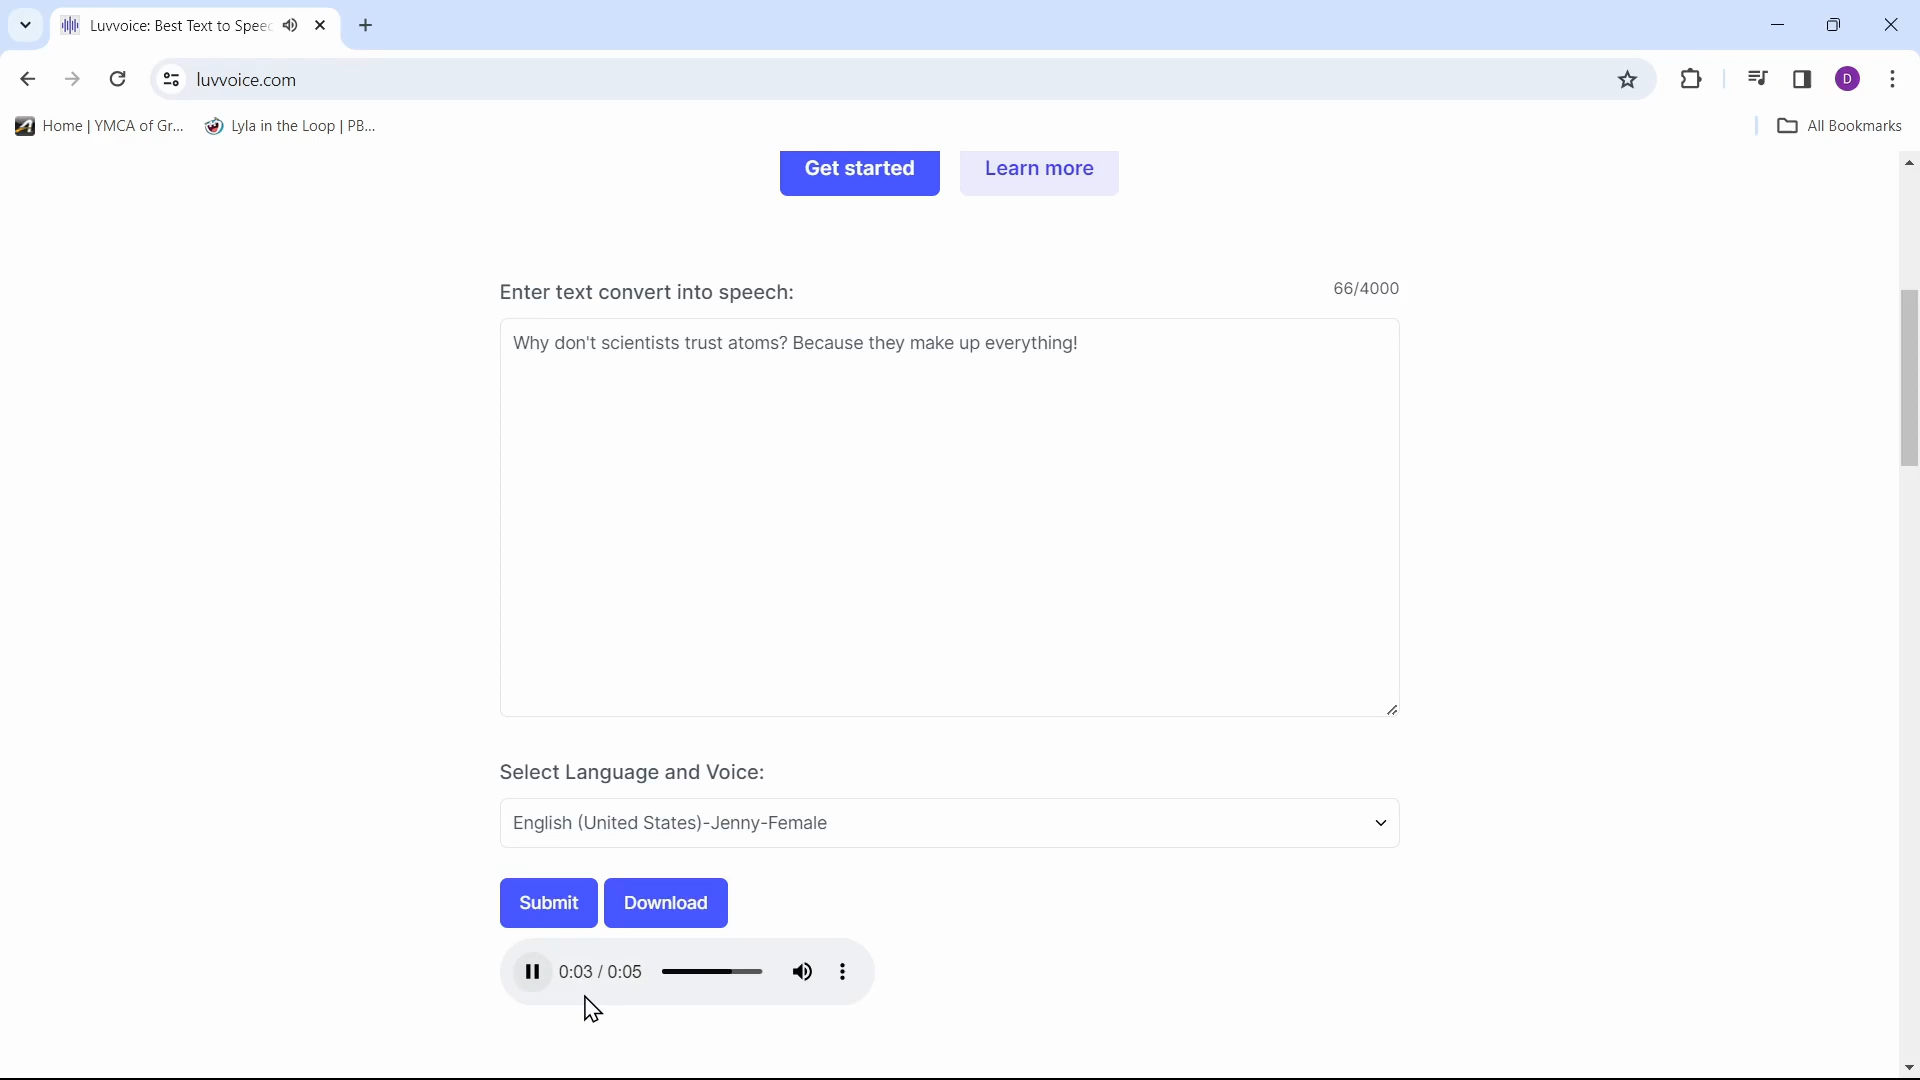 Luvvoice: Best Text to Speec
luvvoice.com
Home | YMCA of Gr...
Lyla in the Loop | PB...
All Bookmarks
D
Get started
Learn more
Enter text convert into speech:
66/4000
Why don't scientists trust atoms? Because they make up everything!
Select Language and Voice:
English (United States)-Jenny-Female
Submit
Download
0:03 / 0:05